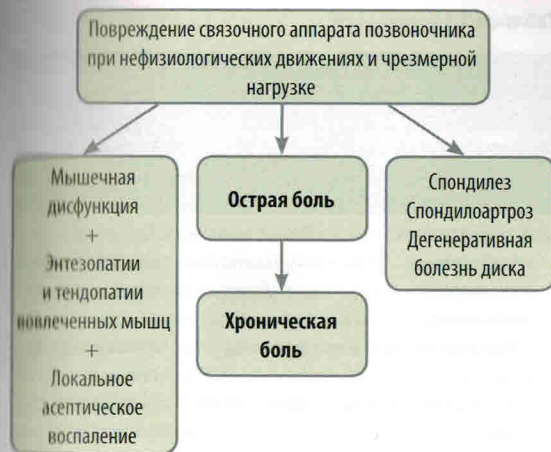 Повреждение связочного аппарата позвоночника
при нефизиологических движениях и чрезмерной
нагрузке
Мышечная
дисфункция
+
Энтезопатии
и тендопатии
вовлеченных мышц
+
Локальное
асептическое
воспаление
Острая боль
Хроническая
боль
Спондилез
Спондилоартроз
Дегенеративная
болезнь диска